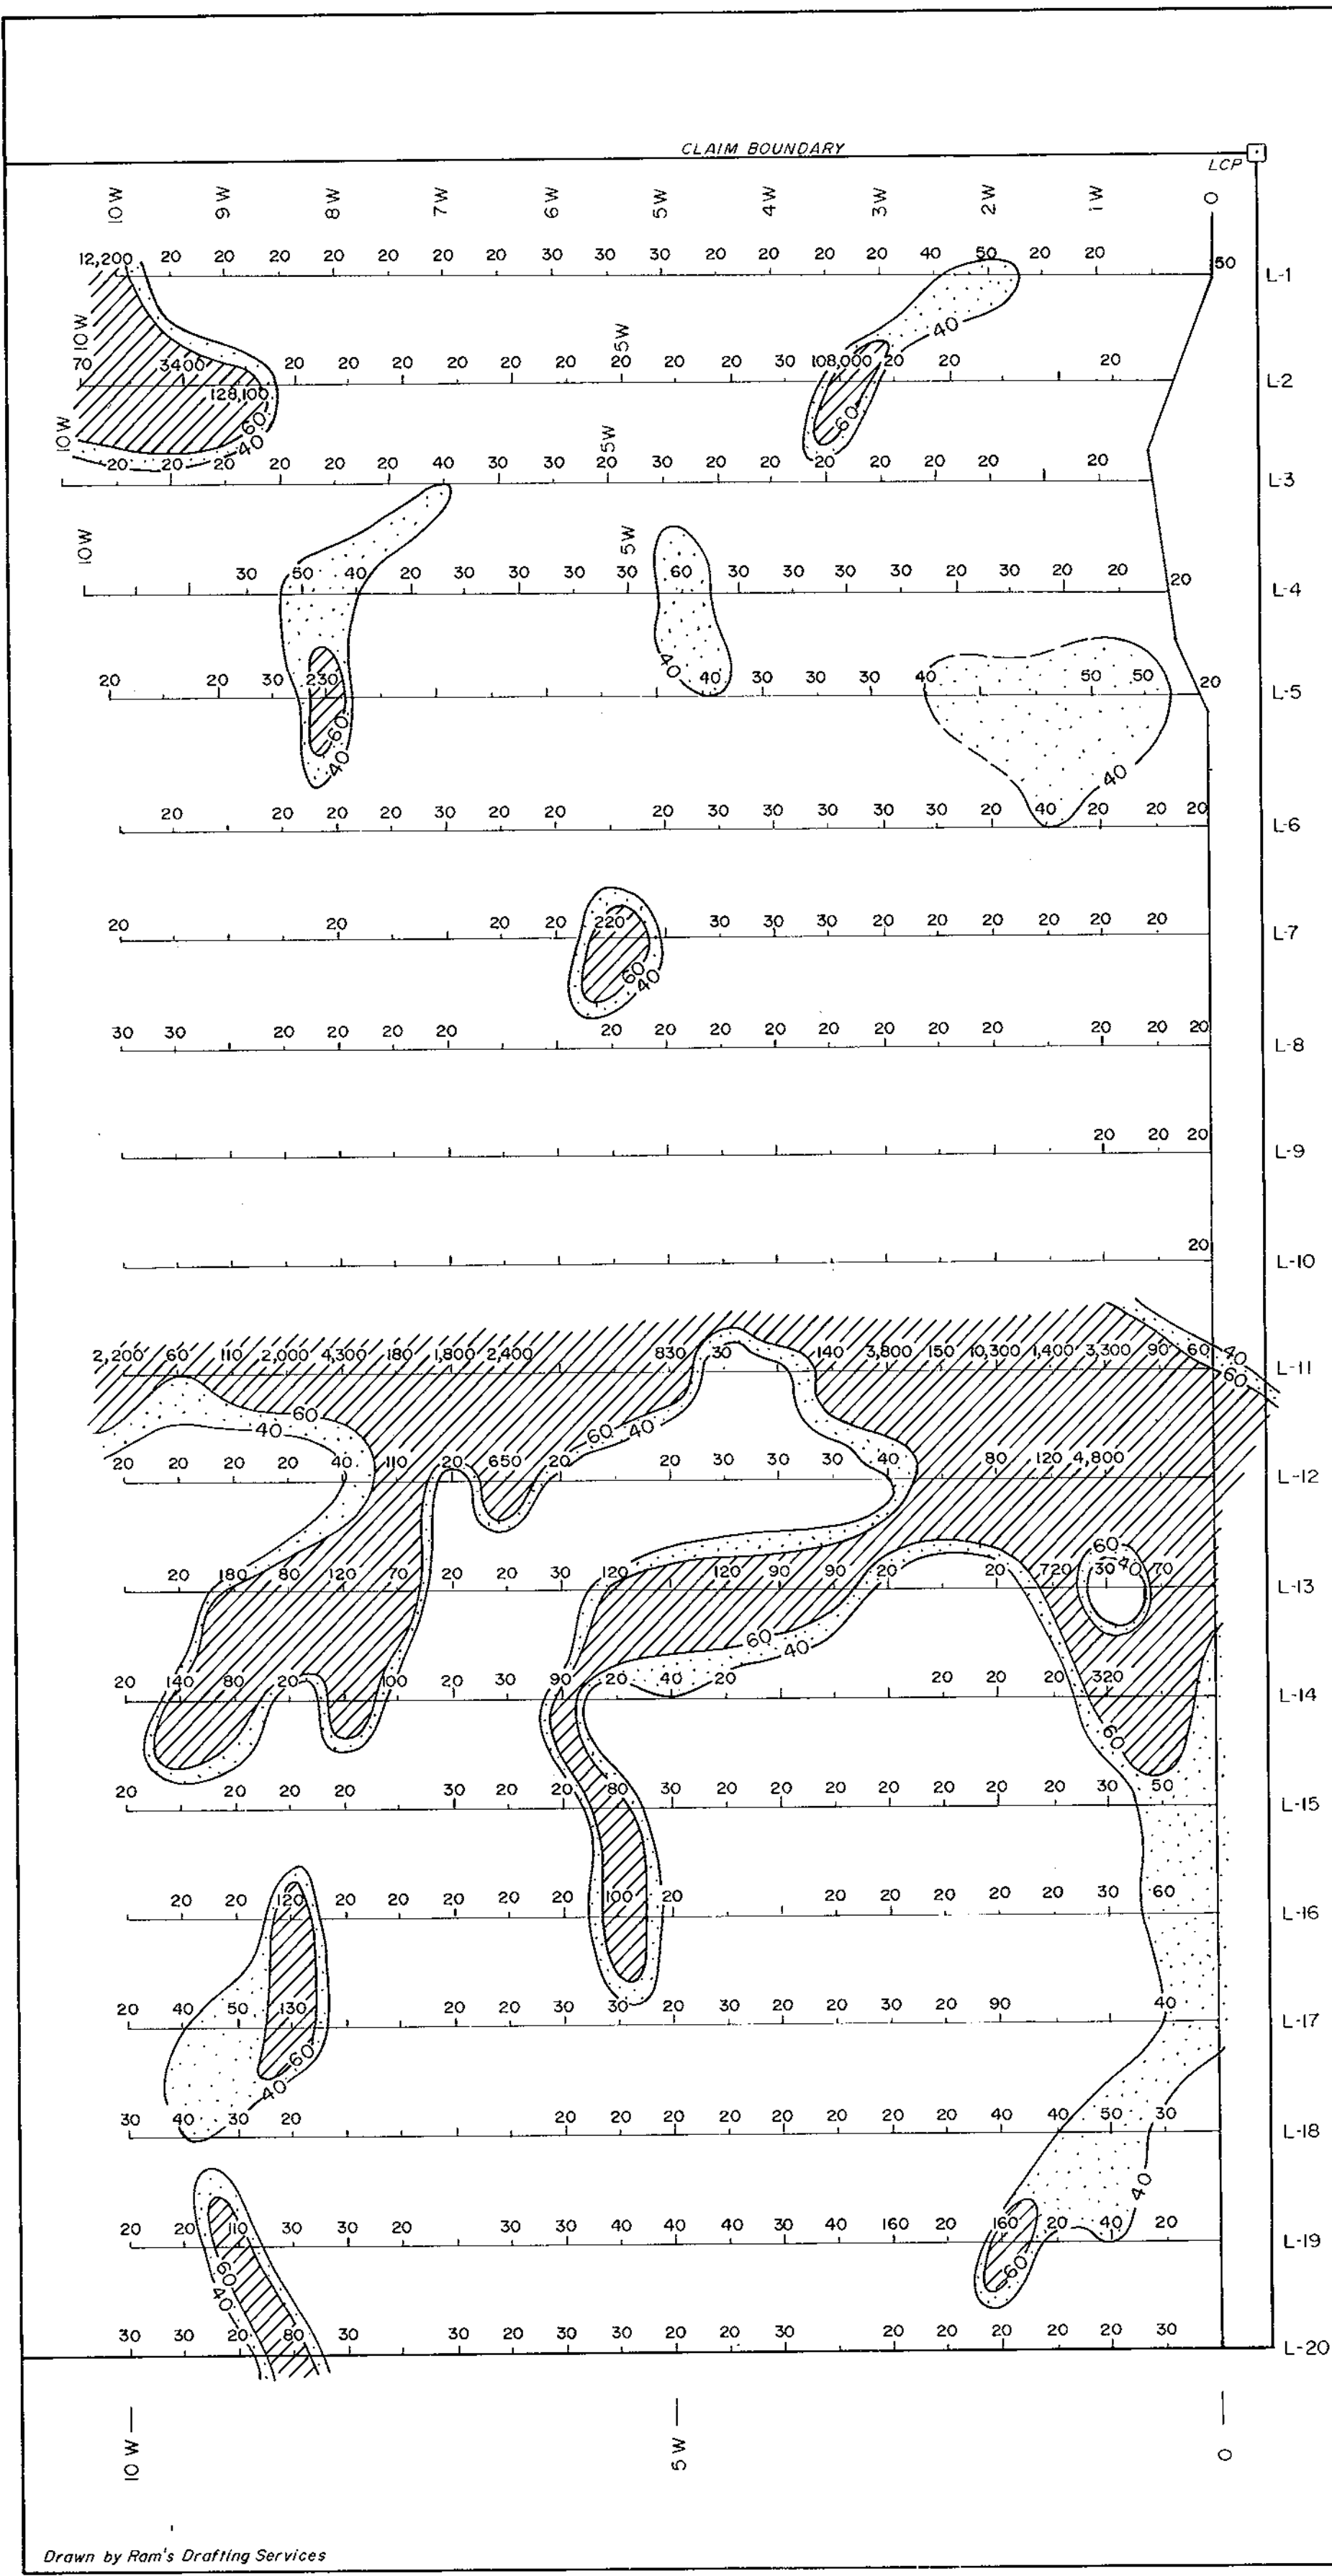 CLAIM BOUNDARY
LCP
10W 9W 8W 7W 6W 5W 4W 3W 2W 1W 0
12,200 20 20 20 20 20 20 20 30 30 30 20 20 20 20 40 50 20 20 50 L-1
40
10W 5W
70 3400 20 20 20 20 20 20 20 20 20 30 108,000 20 20 20 L-2
128,100
60
60
40
10W 5W
20 20 20 20 20 20 40 30 30 20 30 20 20 20 20 20 20 20 L-3
10W 5W
30 50 40 20 30 30 30 30 60 30 30 30 30 20 30 20 20 20 L-4
40
20 20 30 230 40 30 30 30 40 50 50 20 L-5
60
40
40
20 20 20 20 30 20 20 20 30 30 30 30 30 20 40 20 20 20 L-6
20 20 20 20 220 30 30 30 20 20 20 20 20 20 L-7
60
40
30 30 20 20 20 20 20 20 20 20 20 20 20 20 20 20 20 L-8
20 20 20 L-9
20 L-10
2,200 60 110 2,000 4,300 180 1,800 2,400 830 30 140 3,800 150 10,300 1,400 3,300 90 60 40 L-11
60
60
40
60 40
20 20 20 20 40 110 20 650 20 20 30 30 30 40 80 120 4,800 L-12
60
20 180 80 120 70 20 20 30 120 120 90 90 20 20 720 30 40 70 L-13
60
40
20 140 80 20 100 20 30 90 20 40 20 20 20 20 320 L-14
60
20 20 20 20 30 20 20 80 30 20 20 20 20 20 20 20 30 50 L-15
20 20 120 20 20 20 20 20 100 20 20 20 20 20 20 30 60 L-16
20 40 50 130 20 20 30 30 20 30 20 20 30 20 90 40 L-17
60
40
30 40 30 20 20 20 20 20 20 20 20 20 40 40 50 30 L-18
40
20 20 110 30 30 20 30 30 40 40 40 30 40 160 20 160 20 40 20 L-19
60
60
40
30 30 20 80 30 30 20 30 30 20 20 30 20 20 20 20 20 30 L-20
10W 5W 0
Drawn by Ram's Drafting Services